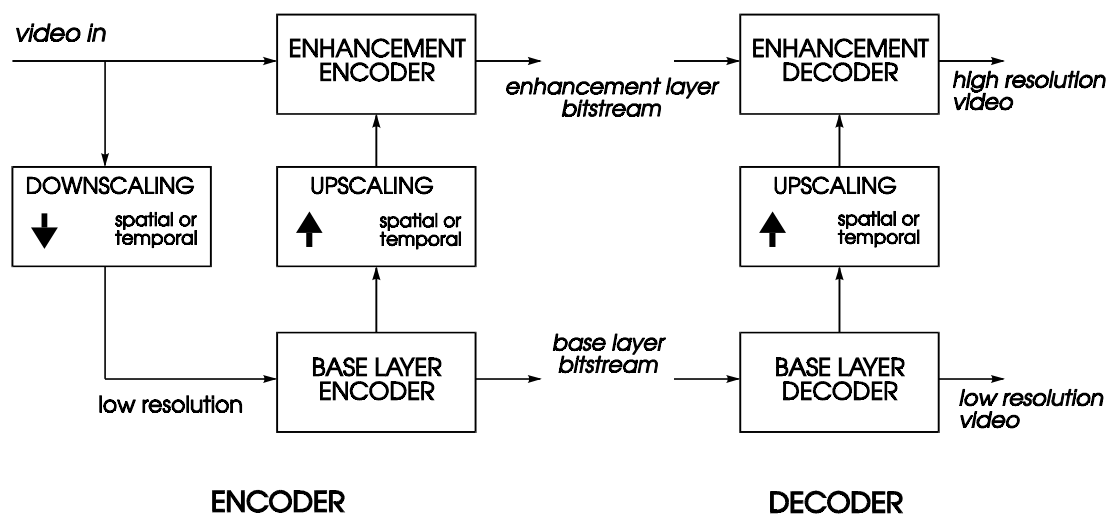 video in
ENHANCEMENT
ENCODER
enhancement layer
bitstream
ENHANCEMENT
DECODER
high resolution
video
DOWNSCALING
spatial or
temporal
UPSCALING
spatial or
temporal
UPSCALING
spatial or
temporal
low resolution
BASE LAYER
ENCODER
base layer
bitstream
BASE LAYER
DECODER
low resolution
video
ENCODER
DECODER